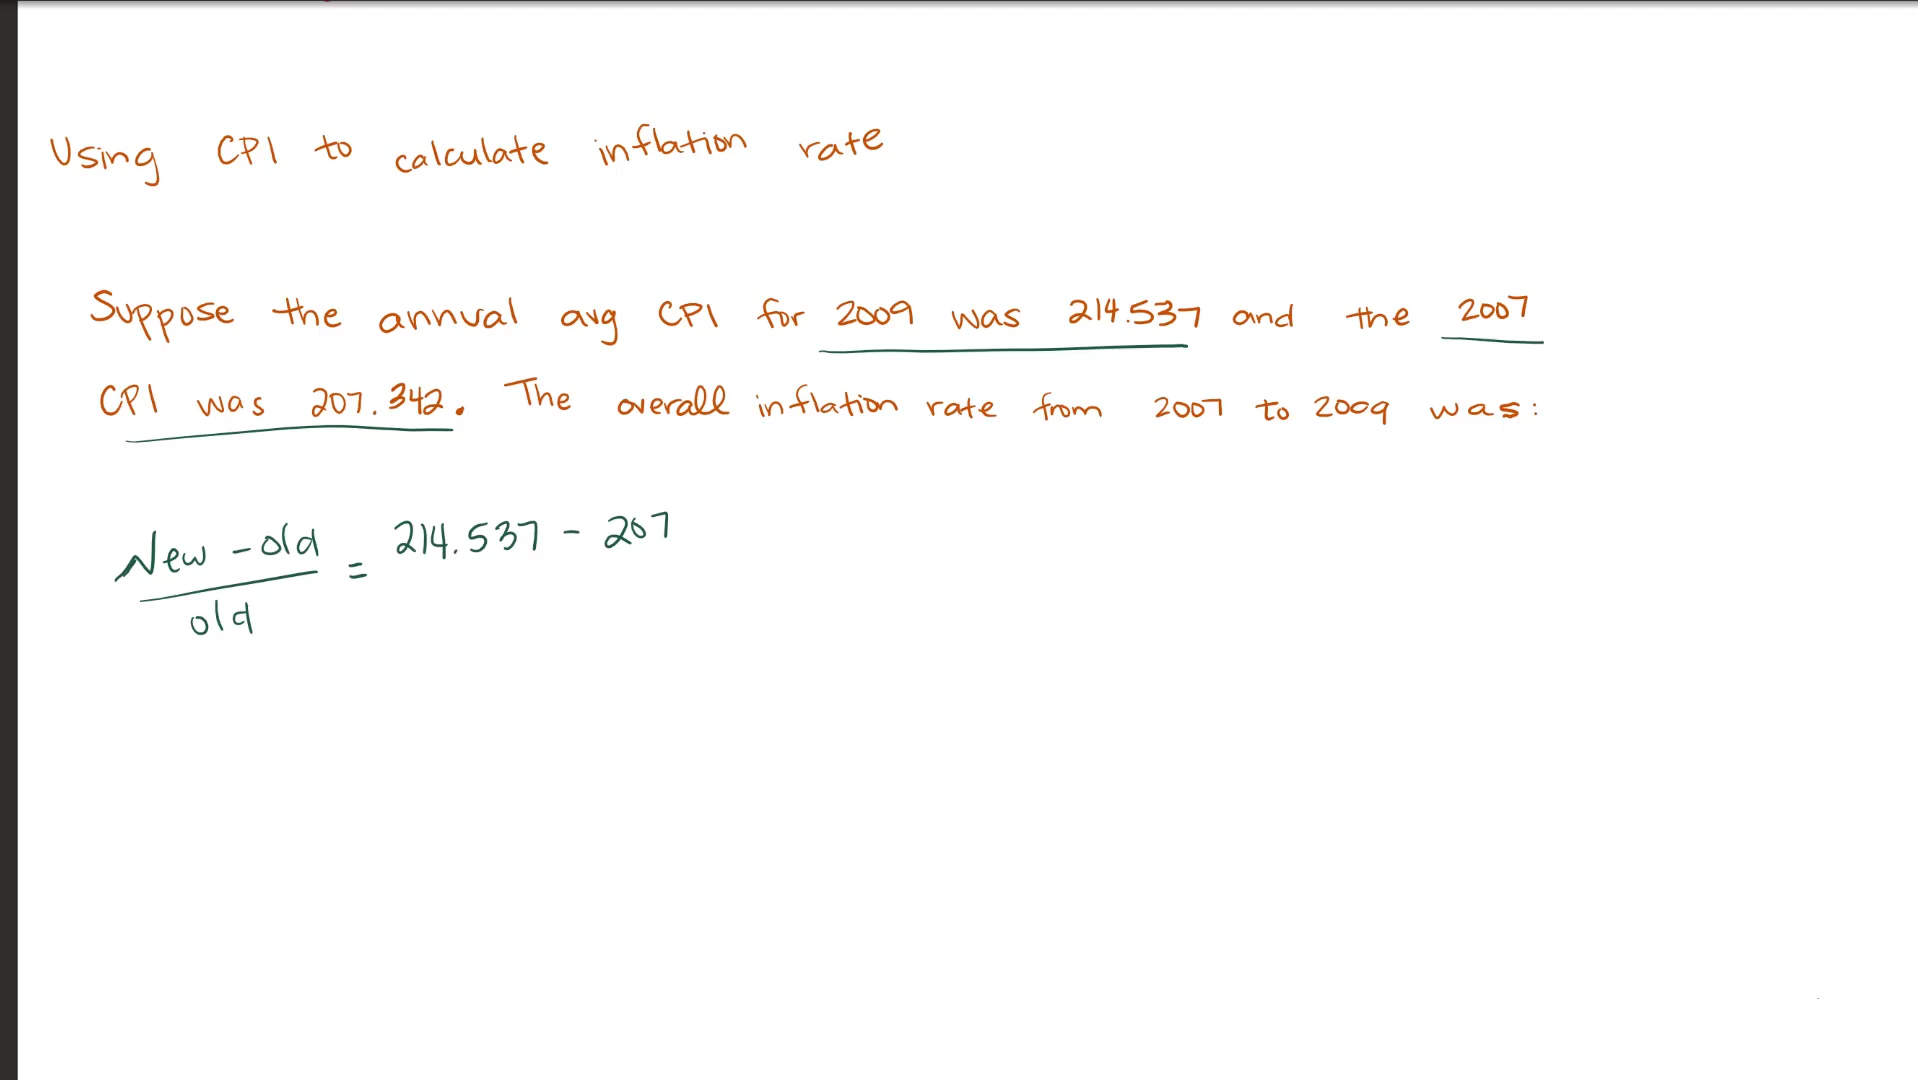 Using CPI to calculate inflation rate
Suppose the annual avg CPI for 2009 was 214.537 and the 2007
CPI was 207.342. The overall inflation rate from 2007 to 2009 was:
New - old = 214.537 - 207
old